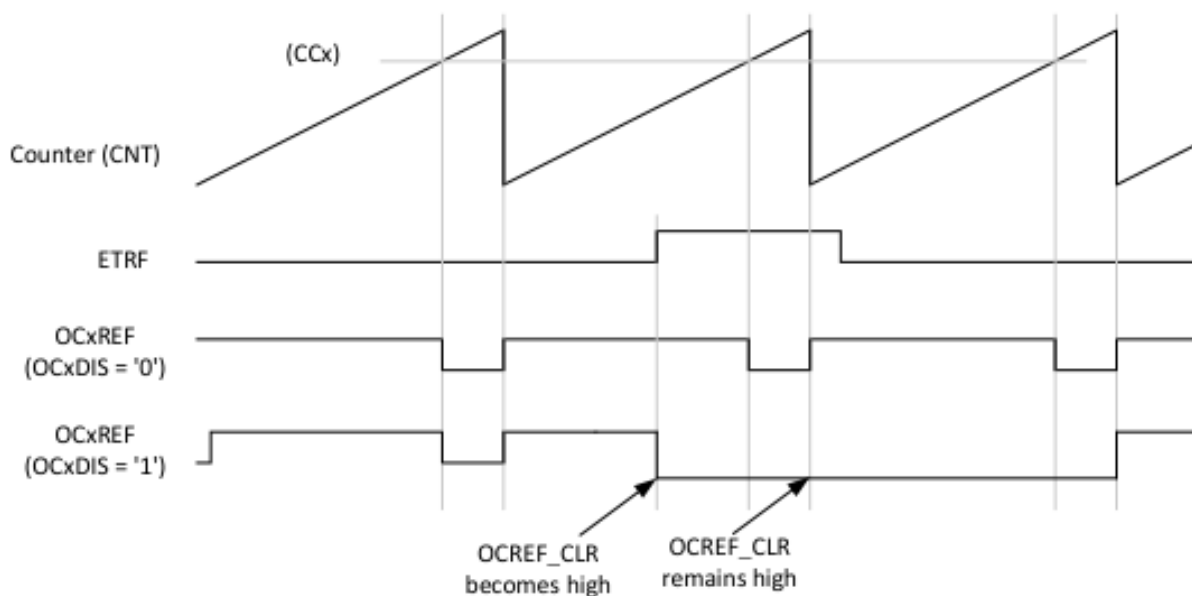 (CCx)
Counter (CNT)
ETRF
OCxREF
(OCxDIS = '0')
OCxREF
(OCxDIS = '1')
OCREF_CLR
becomes high
OCREF_CLR
remains high